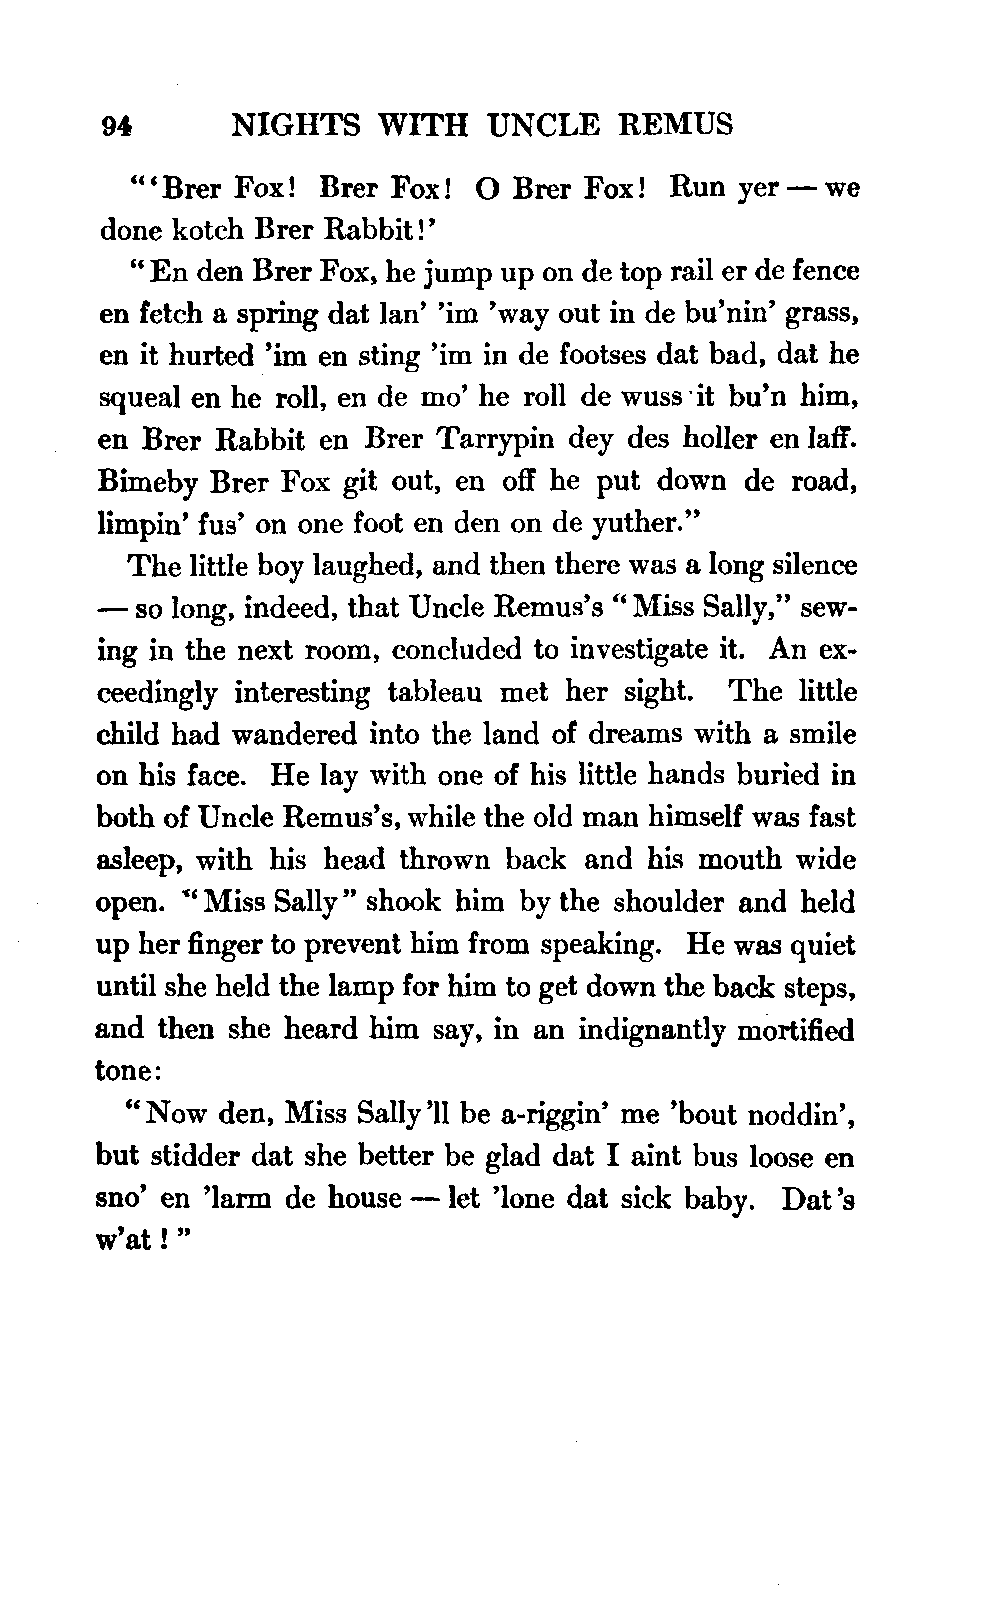 94 NIGHTS WITH UNCLE REMUS
"'Brer Fox! Brer Fox! O Brer Fox! Run yer — we
done kotch Brer Rabbit!'
"En den Brer Fox, he jump up on de top rail er de fence
en fetch a spring dat lan' 'im 'way out in de bu'nin' grass,
en it hurted 'im en sting 'im in de footses dat bad, dat he
squeal en he roll, en de mo' he roll de wuss it bu'n him,
en Brer Rabbit en Brer Tarrypin dey des holler en laff.
Bimeby Brer Fox git out, en off he put down de road,
limpin' fus' on one foot en den on de yuther."
The little boy laughed, and then there was a long silence
— so long, indeed, that Uncle Remus's "Miss Sally," sew-
ing in the next room, concluded to investigate it. An ex-
ceedingly interesting tableau met her sight. The little
child had wandered into the land of dreams with a smile
on his face. He lay with one of his little hands buried in
both of Uncle Remus's, while the old man himself was fast
asleep, with his head thrown back and his mouth wide
open. "Miss Sally" shook him by the shoulder and held
up her finger to prevent him from speaking. He was quiet
until she held the lamp for him to get down the back steps,
and then she heard him say, in an indignantly mortified
tone:
"Now den, Miss Sally 'll be a-riggin' me 'bout noddin',
but stidder dat she better be glad dat I aint bus loose en
sno' en 'larm de house — let 'lone dat sick baby. Dat 's
w'at!"